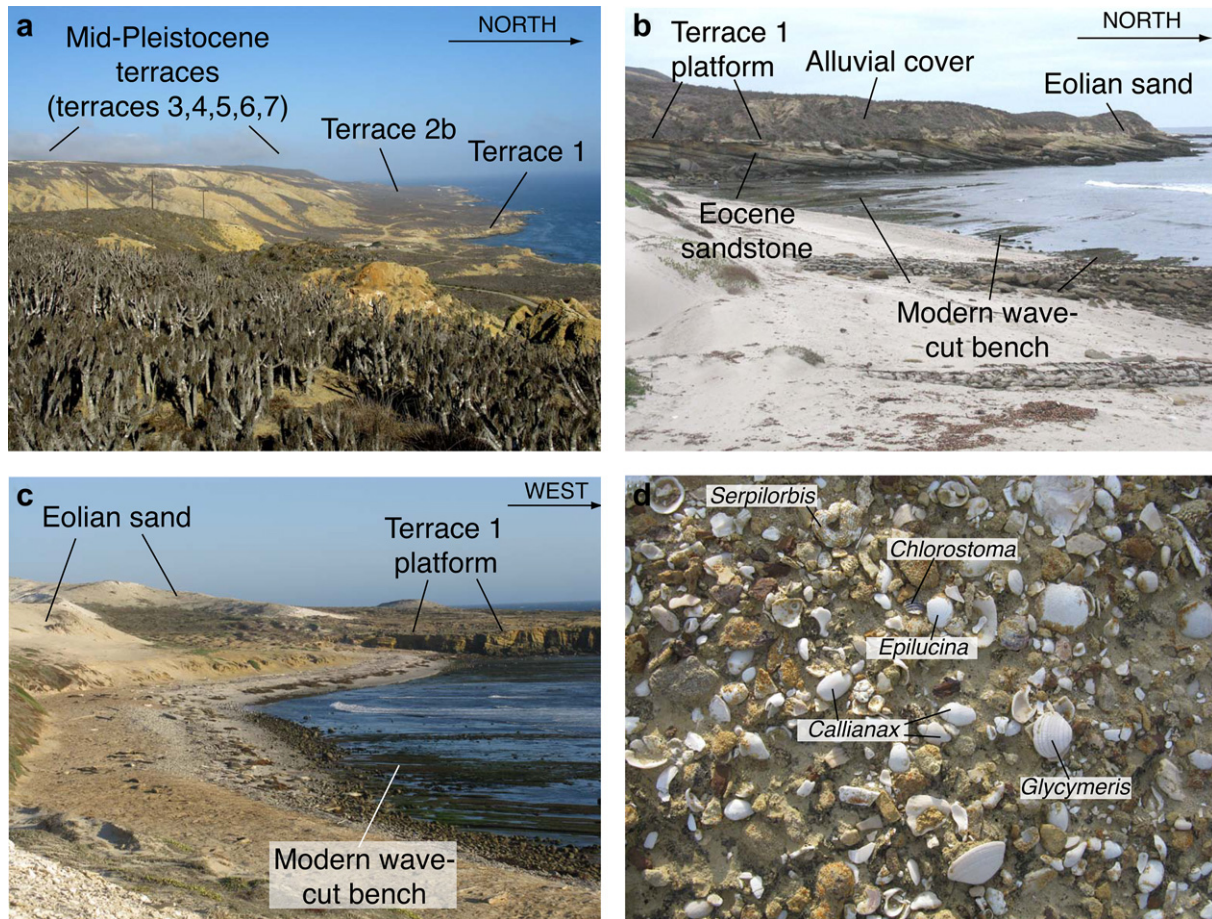 a
NORTH
Mid-Pleistocene
terraces
(terraces 3,4,5,6,7)
Terrace 2b
Terrace 1
b
NORTH
Terrace 1
platform
Alluvial cover
Eolian sand
Eocene
sandstone
Modern wave-
cut bench
c
WEST
Eolian sand
Terrace 1
platform
Modern wave-
cut bench
d
Serpilorbis
Chlorostoma
Epilucina
Callianax
Glycymeris